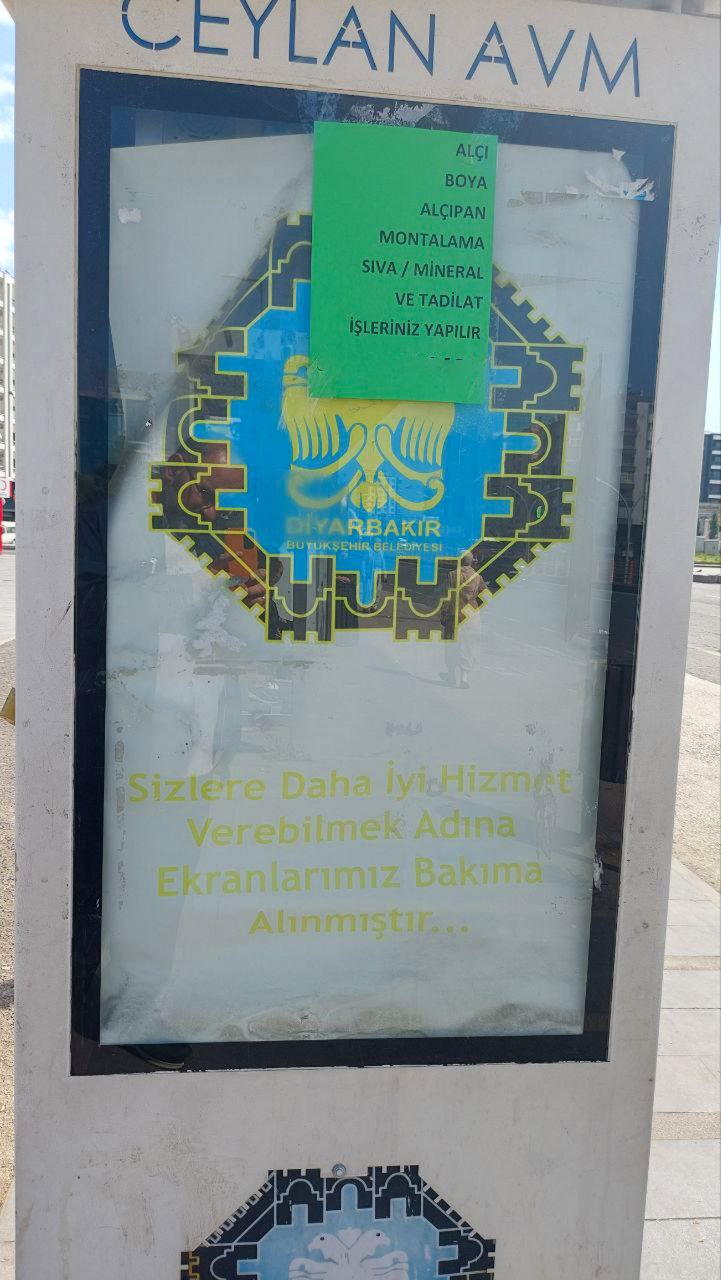 CEYLAN AVM
ALÇI
BOYA
ALÇIPAN
MONTALAMA
SIVA / MİNERAL
VE TADİLAT
İŞLERİNİZ YAPILIR
DİYARBAKIR
BÜYÜKŞEHİR BELEDİYESİ
Sizlere Daha İyi Hizmet
Verebilmek Adına
Ekranlarımız Bakıma
Alınmıştır...